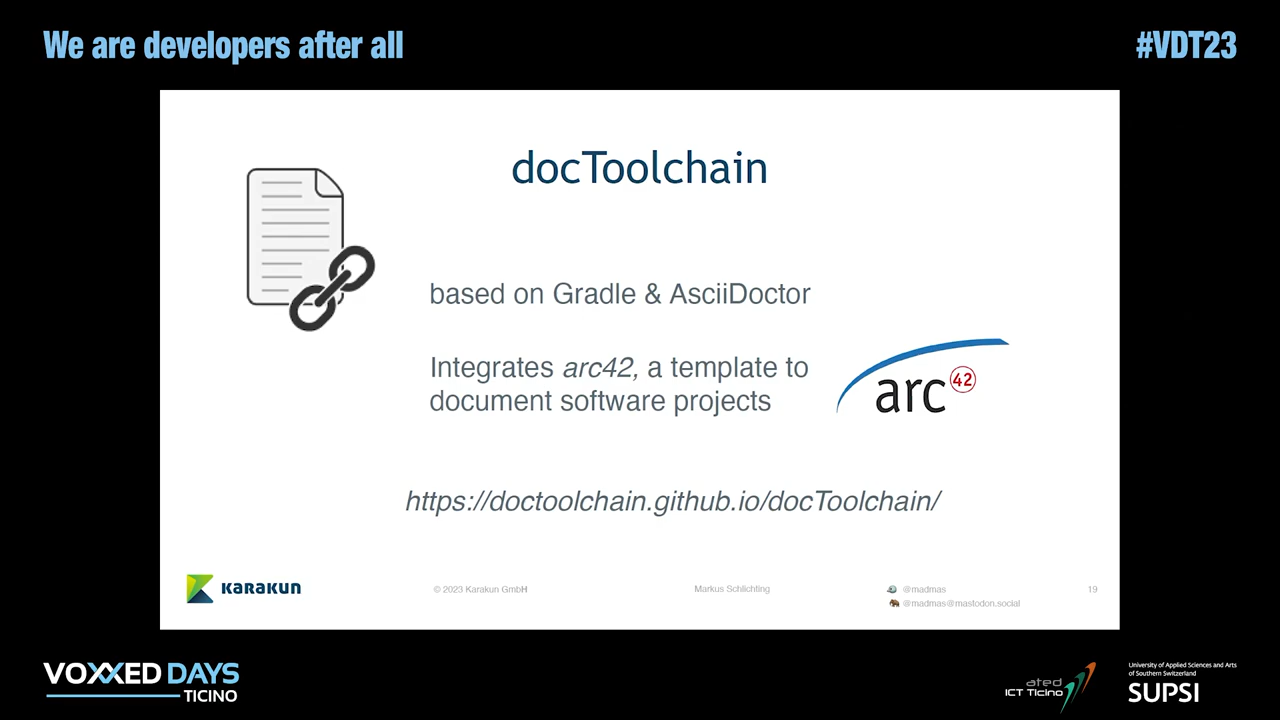 We are developers after all
#VDT23
docToolchain
based on Gradle & AsciiDoctor
Integrates arc42, a template to
document software projects
arc 42
https://doctoolchain.github.io/docToolchain/
KARAKUN
© 2023 Karakun GmbH
Markus Schlichting
@madmas
@madmas@mastodon.social
19
VOXXED DAYS
TICINO
ated
ICT Ticino
University of Applied Sciences and Arts
of Southern Switzerland
SUPSI